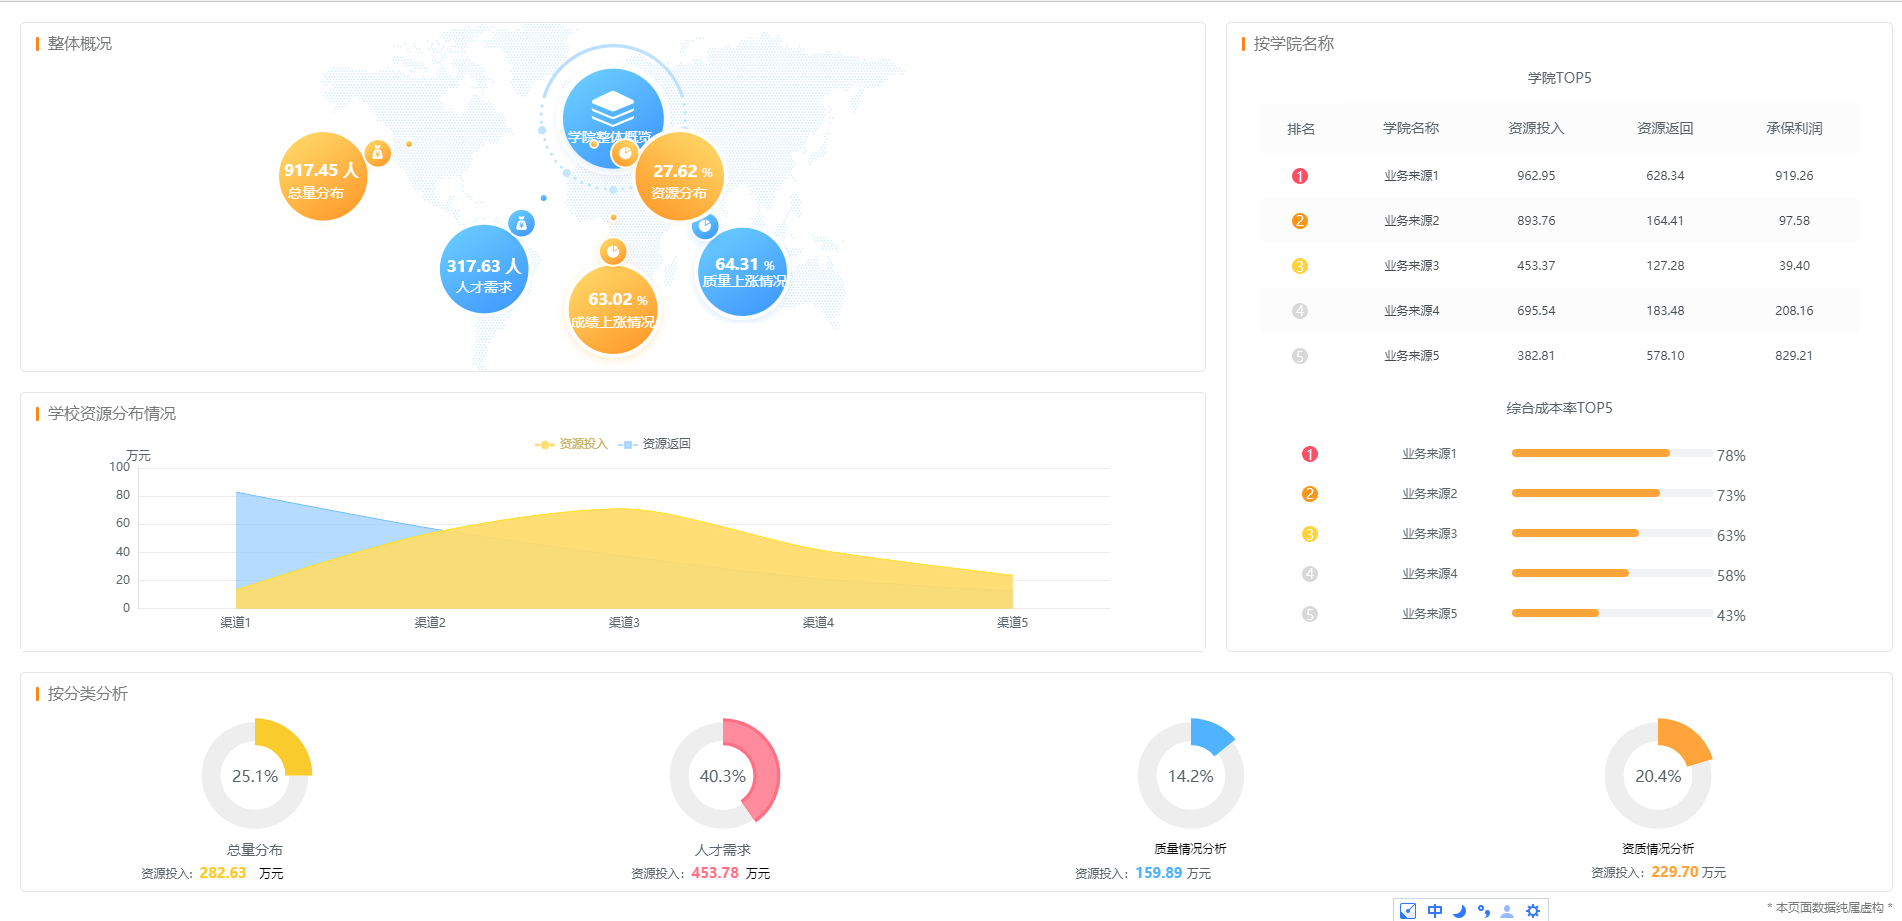 整体概况
学院整体概览
917.45 人
总量分布
27.62 %
资源分布
317.63 人
人才需求
63.02 %
成绩上涨情况
64.31 %
质量上涨情况
学校资源分布情况
资源投入 资源返回
万元
100
80
60
40
20
0
渠道1 渠道2 渠道3 渠道4 渠道5
按学院名称
学院TOP5
排名 学院名称 资源投入 资源返回 承保利润
1 业务来源1 962.95 628.34 919.26
2 业务来源2 893.76 164.41 97.58
3 业务来源3 453.37 127.28 39.40
4 业务来源4 695.54 183.48 208.16
5 业务来源5 382.81 578.10 829.21
综合成本率TOP5
1 业务来源1 78%
2 业务来源2 73%
3 业务来源3 63%
4 业务来源4 58%
5 业务来源5 43%
按分类分析
25.1%
总量分布
资源投入: 282.63 万元
40.3%
人才需求
资源投入: 453.78 万元
14.2%
质量情况分析
资源投入: 159.89 万元
20.4%
资质情况分析
资源投入: 229.70 万元
中
* 本页面数据纯属虚构 *